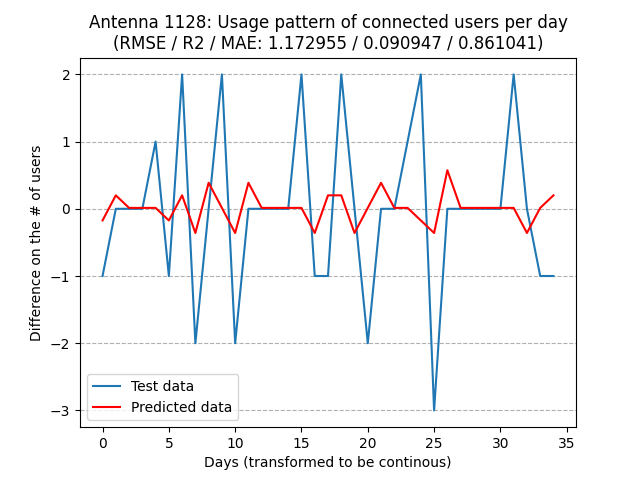 Antenna 1128: Usage pattern of connected users per day
(RMSE / R2 / MAE: 1.172955 / 0.090947 / 0.861041)
Difference on the # of users
2
1
0
−1
−2
−3
Test data
Predicted data
0 5 10 15 20 25 30 35
Days (transformed to be continous)